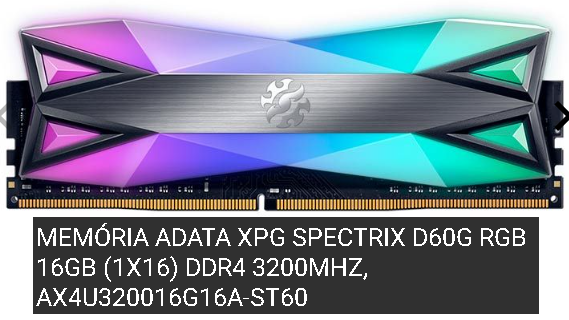 MEMÓRIA ADATA XPG SPECTRIX D60G RGB
16GB (1X16) DDR4 3200MHZ,
AX4U320016G16A-ST60